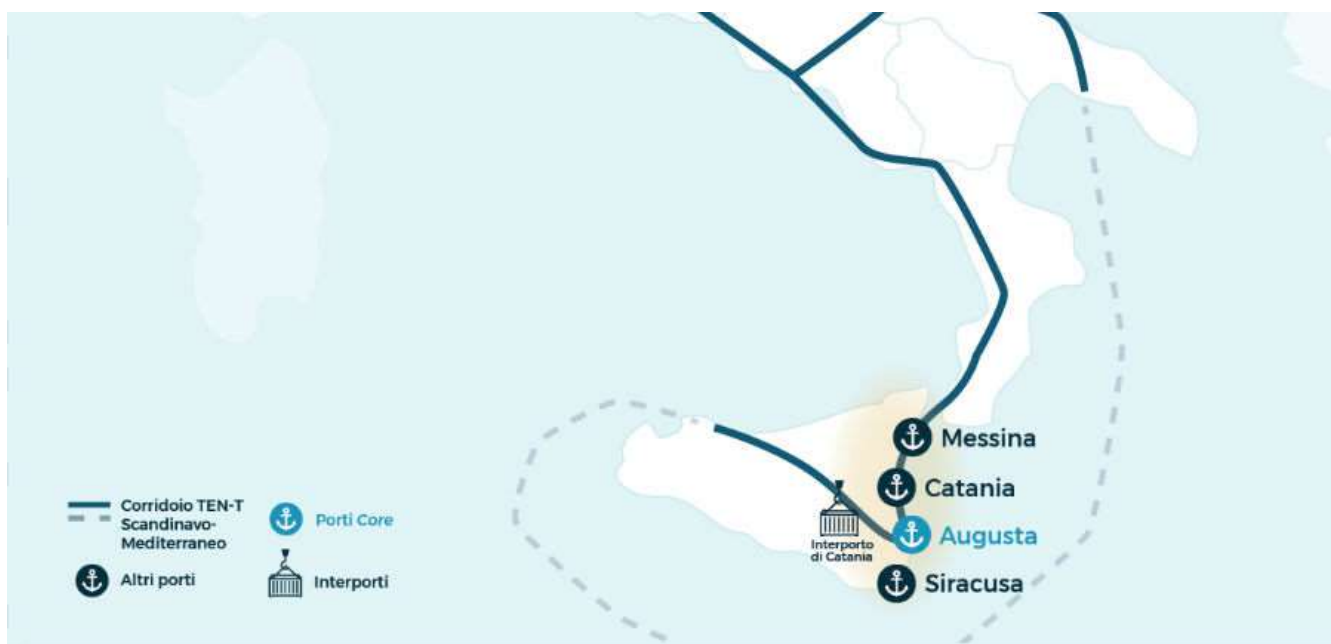 Messina
Catania
Augusta
Siracusa
Interporto
di Catania
Corridoio TEN-T
Scandinavo-
Mediterraneo
Porti Core
Altri porti
Interporti